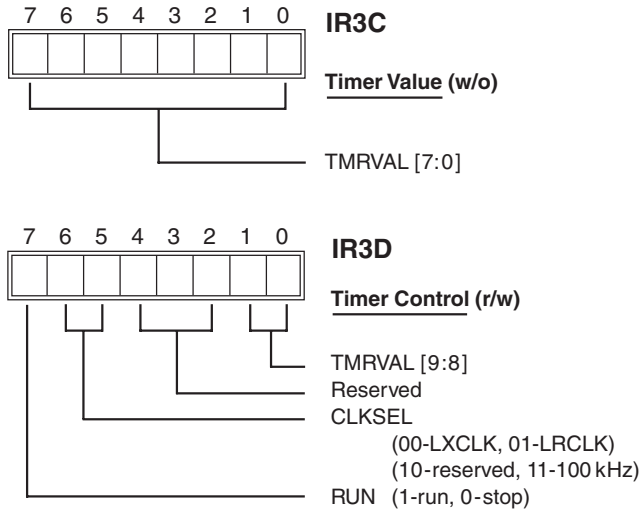 7 6 5 4 3 2 1 0
IR3C
Timer Value (w/o)
TMRVAL [7:0]
7 6 5 4 3 2 1 0
IR3D
Timer Control (r/w)
TMRVAL [9:8]
Reserved
CLKSEL
(00-LXCLK, 01-LRCLK)
(10-reserved, 11-100 kHz)
RUN (1-run, 0-stop)